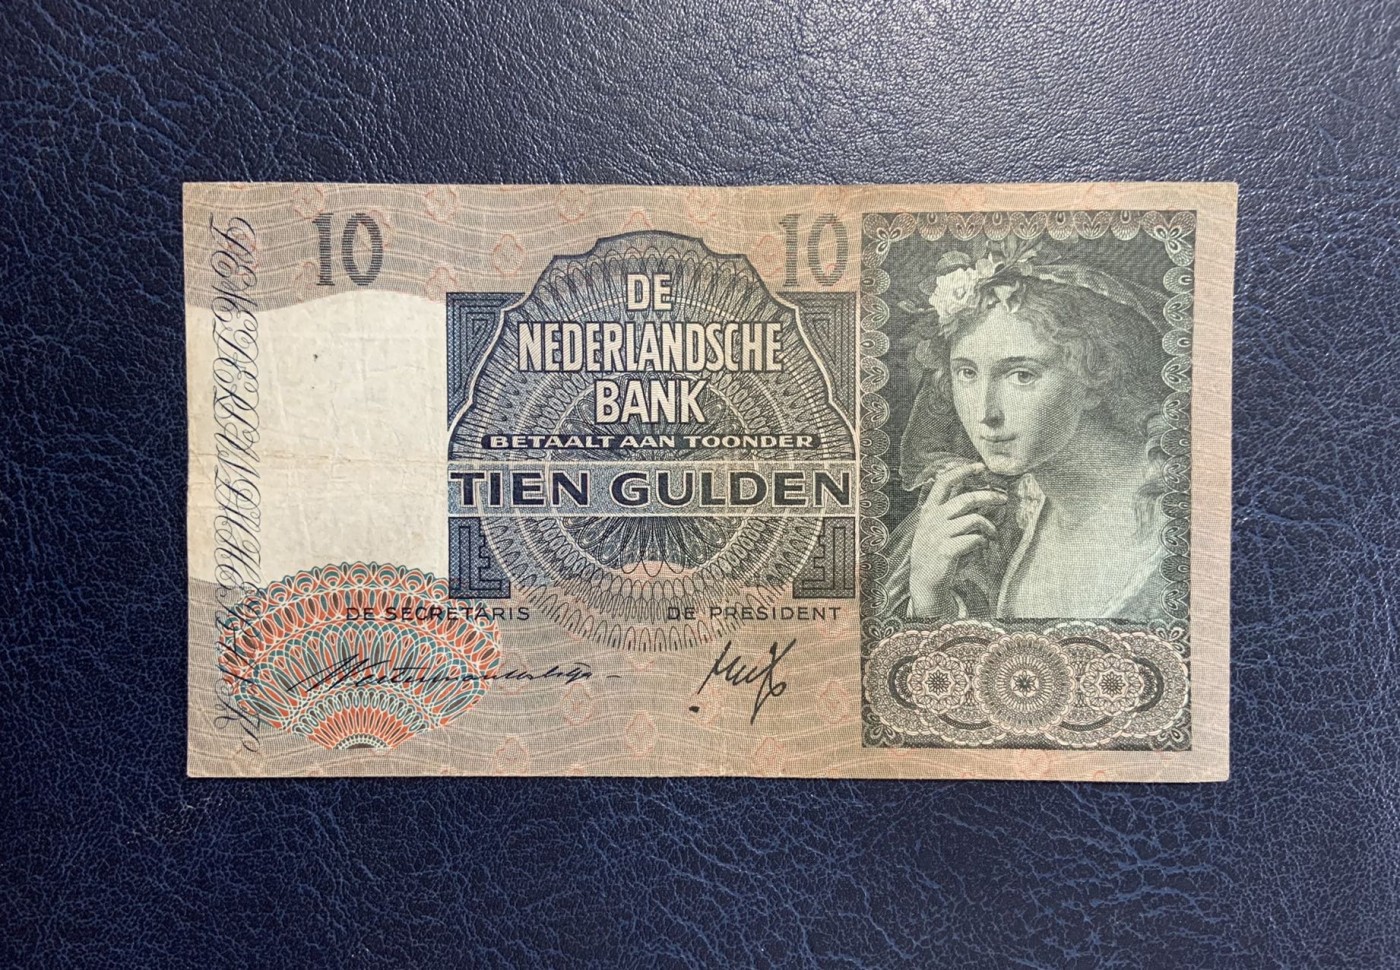 10
10
DE
NEDERLANDSCHE
BANK
BETAALT AAN TOONDER
TIEN GULDEN
DE SECRETARIS
DE PRESIDENT